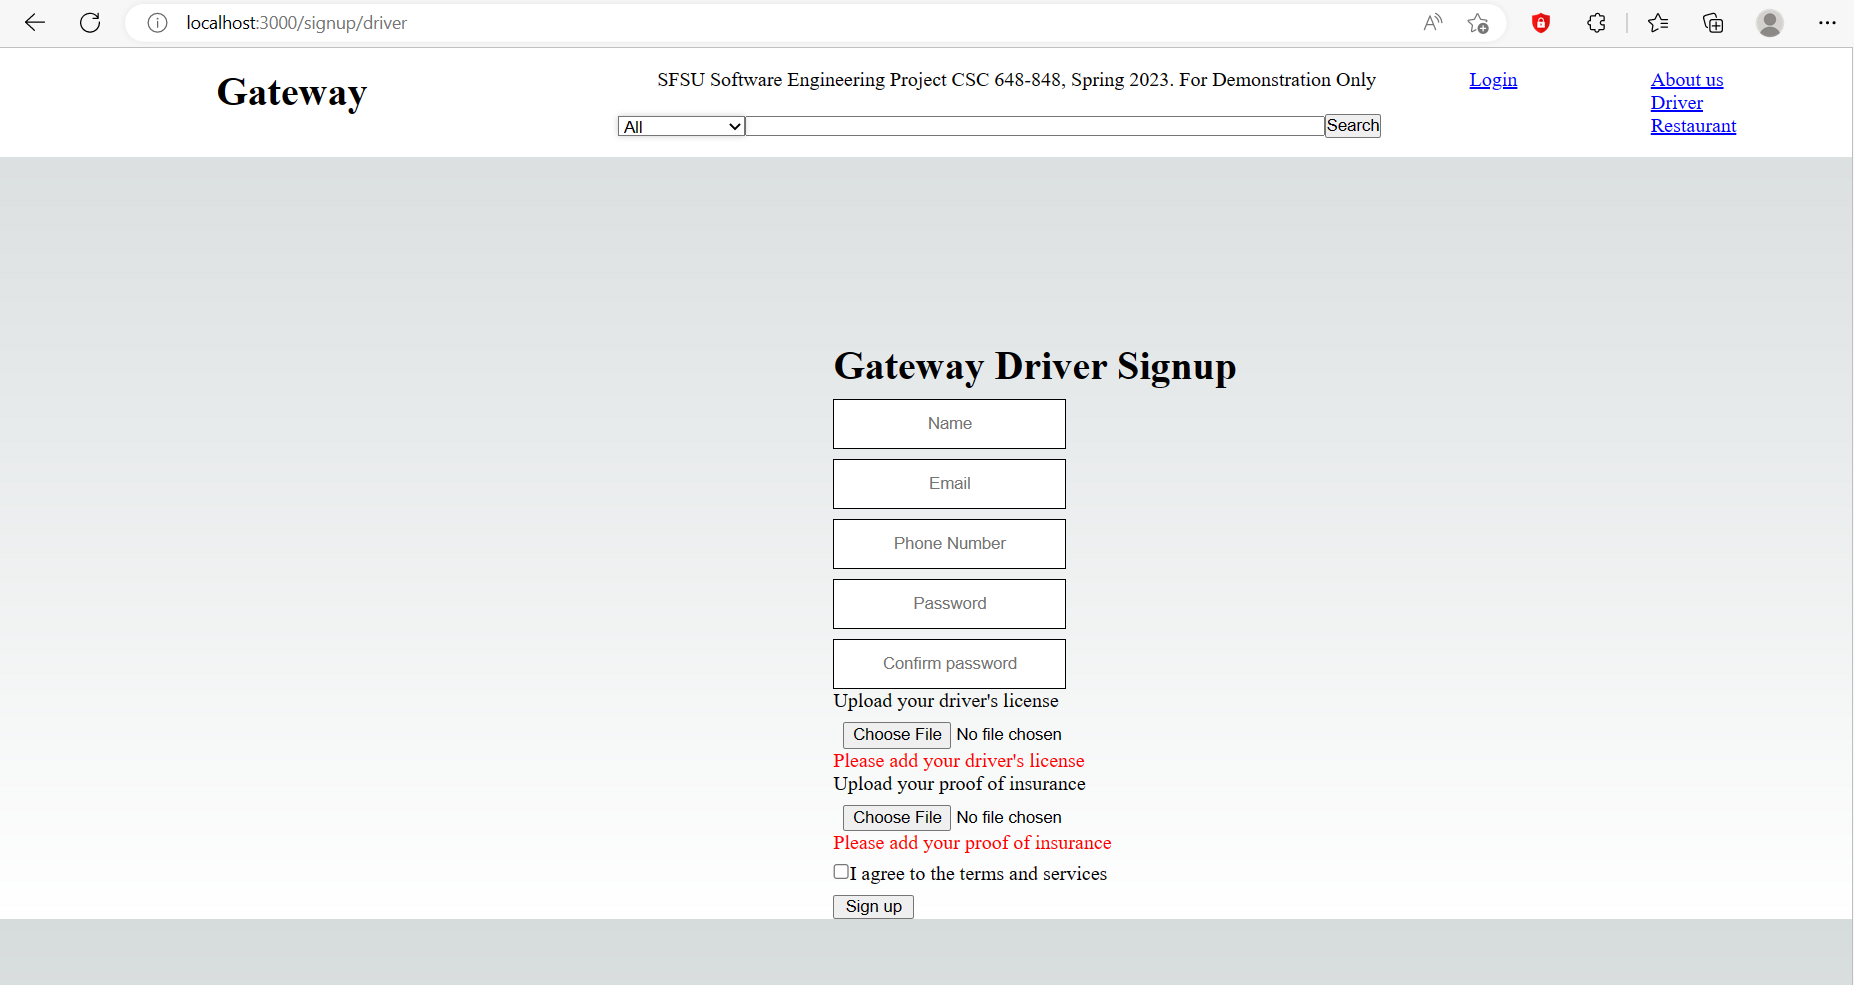 localhost:3000/signup/driver
Gateway
SFSU Software Engineering Project CSC 648-848, Spring 2023. For Demonstration Only
Login
About us
Driver
Restaurant
All
Search
Gateway Driver Signup
Name
Email
Phone Number
Password
Confirm password
Upload your driver's license
Choose File No file chosen
Please add your driver's license
Upload your proof of insurance
Choose File No file chosen
Please add your proof of insurance
I agree to the terms and services
Sign up